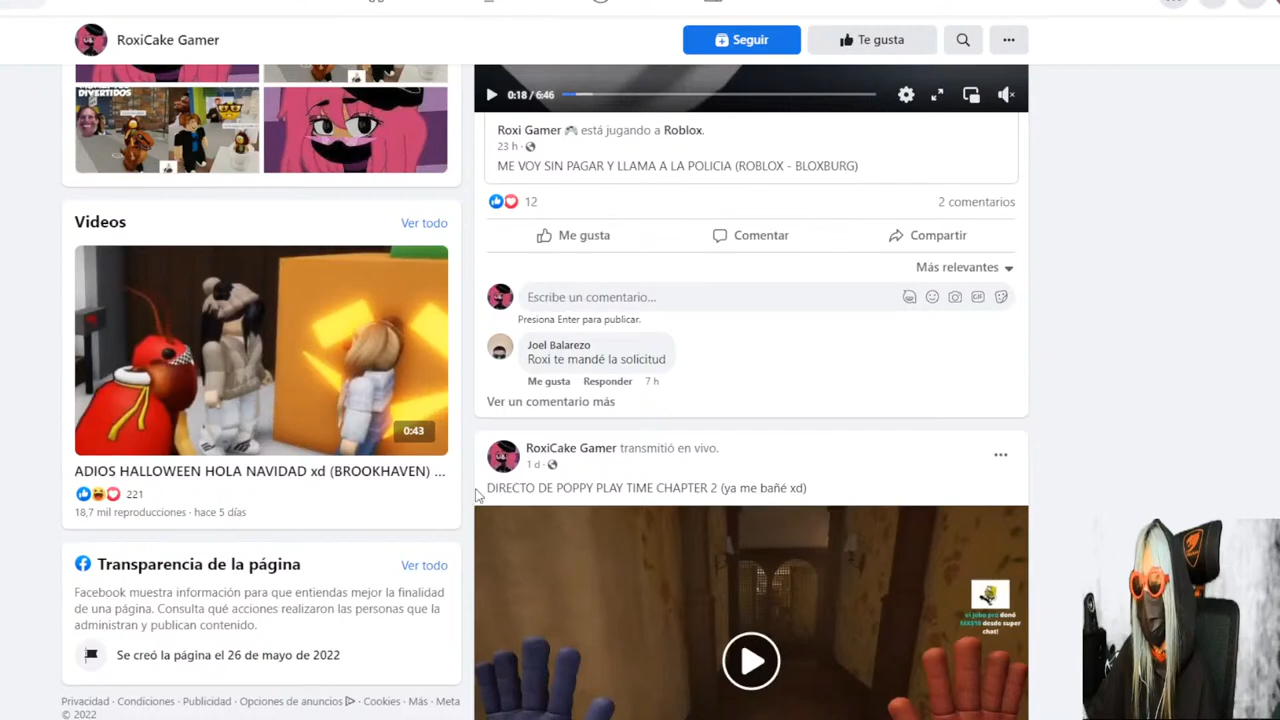 RoxiCake Gamer
Seguir
Te gusta
DIVERTIDOS
0:18 / 6:46
Roxi Gamer 🎮 está jugando a Roblox.
23 h ·
ME VOY SIN PAGAR Y LLAMA A LA POLICIA (ROBLOX - BLOXBURG)
12
2 comentarios
Me gusta
Comentar
Compartir
Más relevantes
Escribe un comentario...
Presiona Enter para publicar.
Joel Balarezo
Roxi te mandé la solicitud
Me gusta Responder 7 h
Ver un comentario más
RoxiCake Gamer transmitió en vivo.
1 d ·
DIRECTO DE POPPY PLAY TIME CHAPTER 2 (ya me bañé xd)
donó
MX$10 desde super
chat!
Videos
Ver todo
0:43
ADIOS HALLOWEEN HOLA NAVIDAD xd (BROOKHAVEN) ...
221
18,7 mil reproducciones · hace 5 días
Transparencia de la página
Ver todo
Facebook muestra información para que entiendas mejor la finalidad
de una página. Consulta qué acciones realizaron las personas que la
administran y publican contenido.
Se creó la página el 26 de mayo de 2022
Privacidad · Condiciones · Publicidad · Opciones de anuncios · Cookies · Más · Meta
© 2022